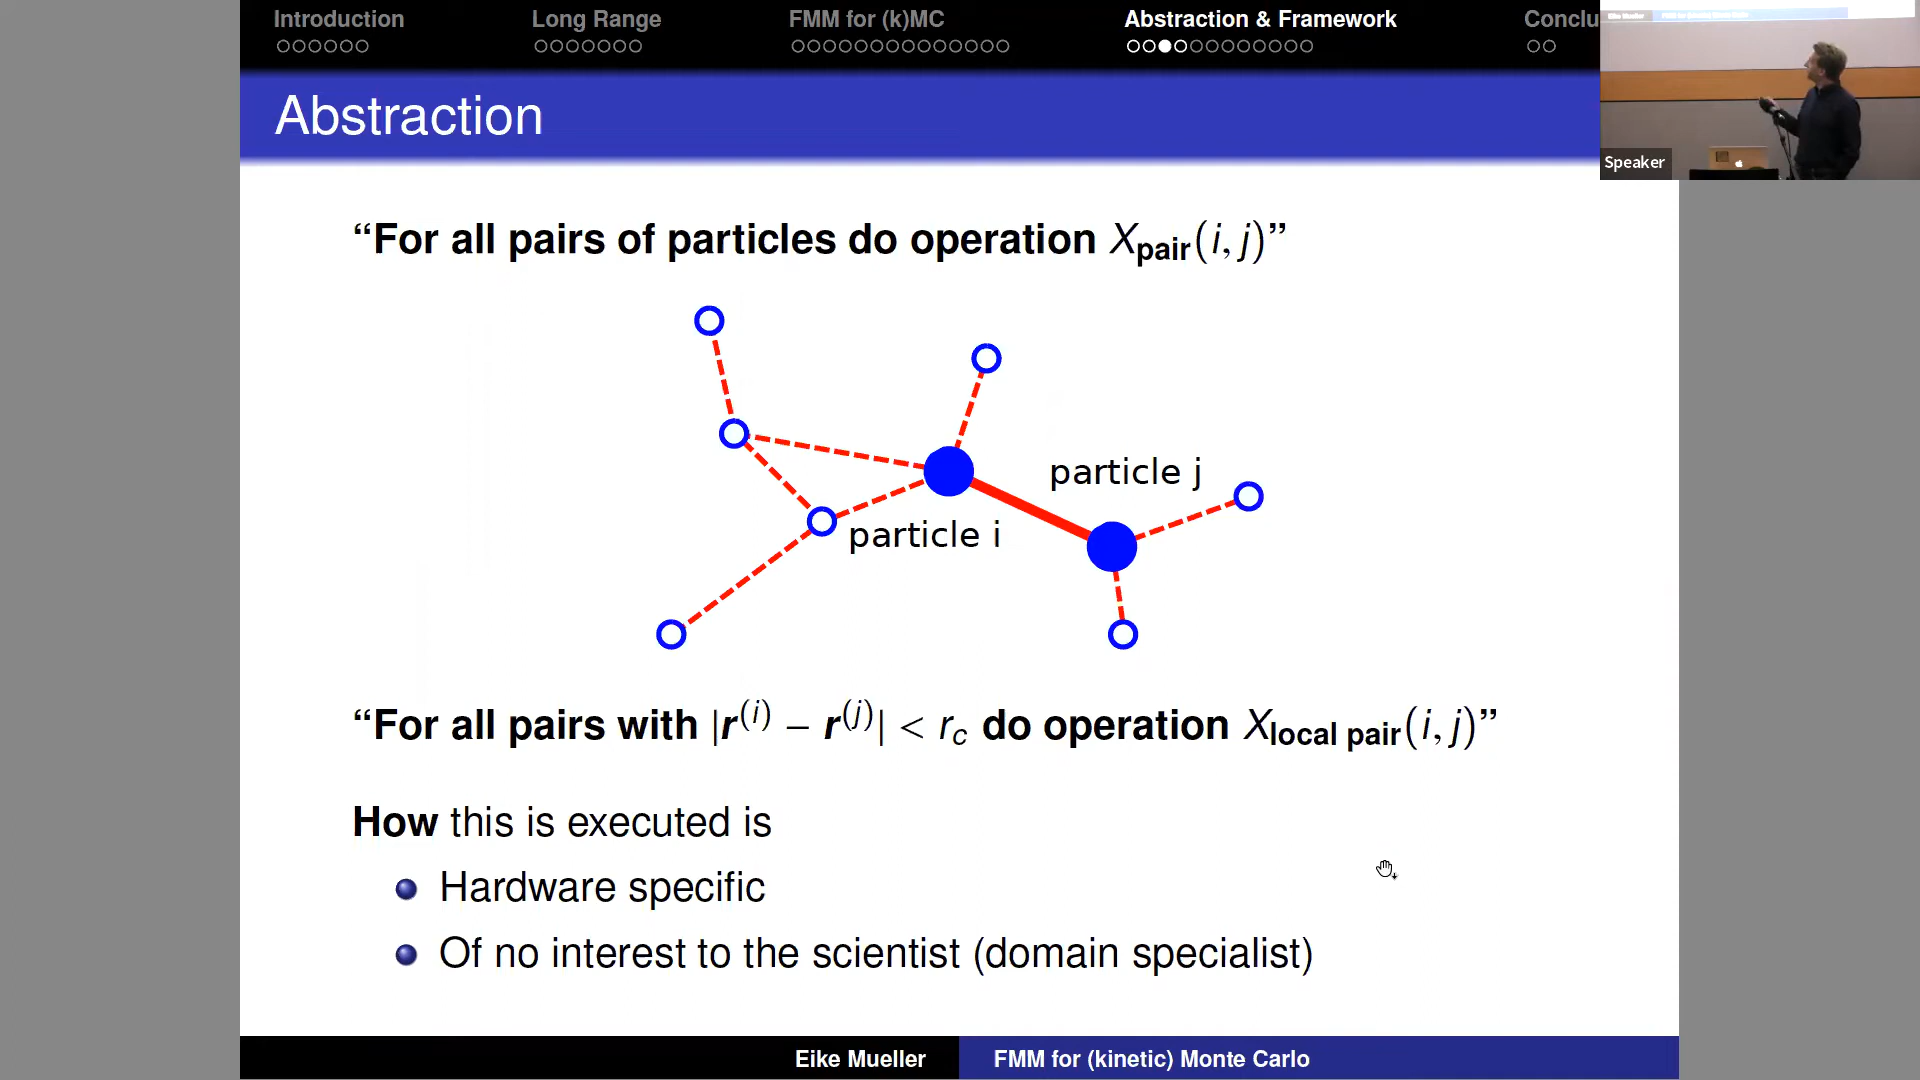 Introduction
Long Range
FMM for (k)MC
Abstraction & Framework
Conclu
Speaker
Abstraction
“For all pairs of particles do operation X_pair(i, j)”
particle j
particle i
“For all pairs with |r^(i) − r^(j)| < r_c do operation X_local pair(i, j)”
How this is executed is
Hardware specific
Of no interest to the scientist (domain specialist)
Eike Mueller
FMM for (kinetic) Monte Carlo